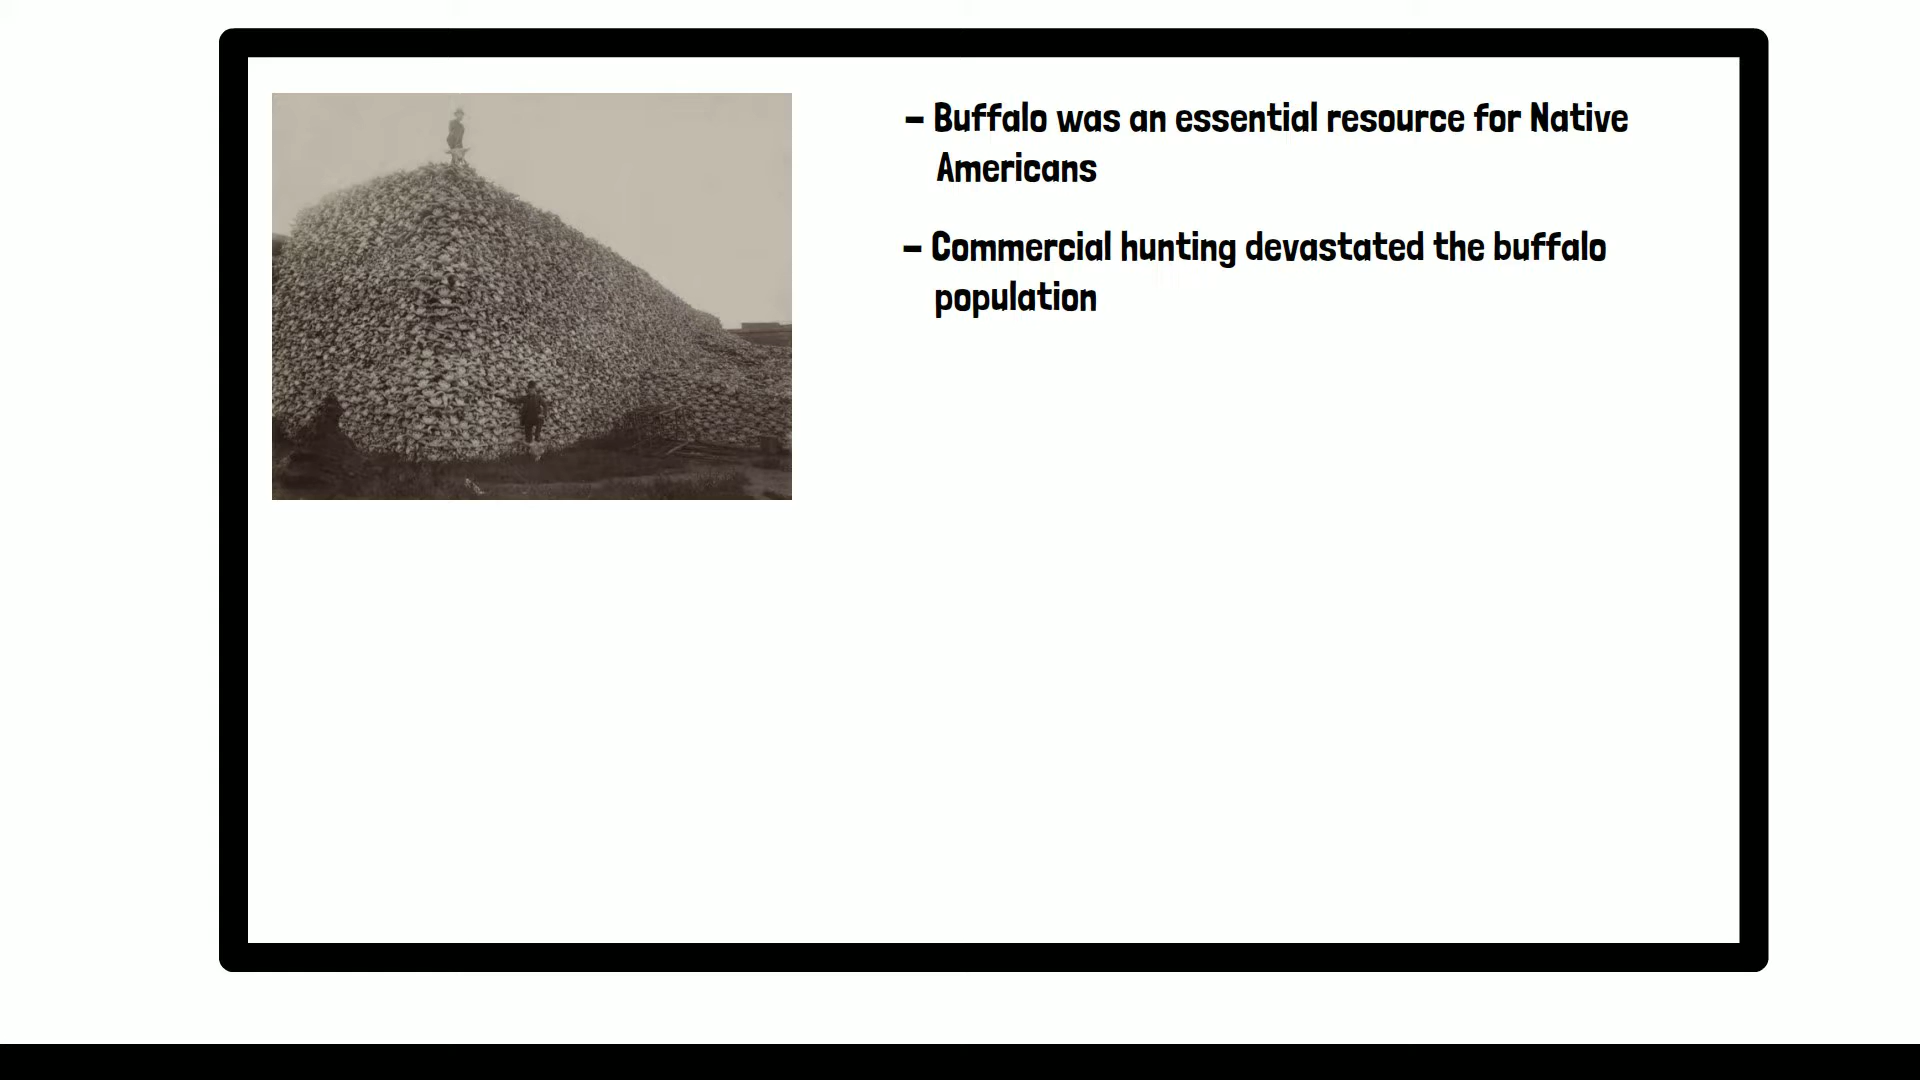 – Buffalo was an essential resource for Native
Americans
– Commercial hunting devastated the buffalo
population